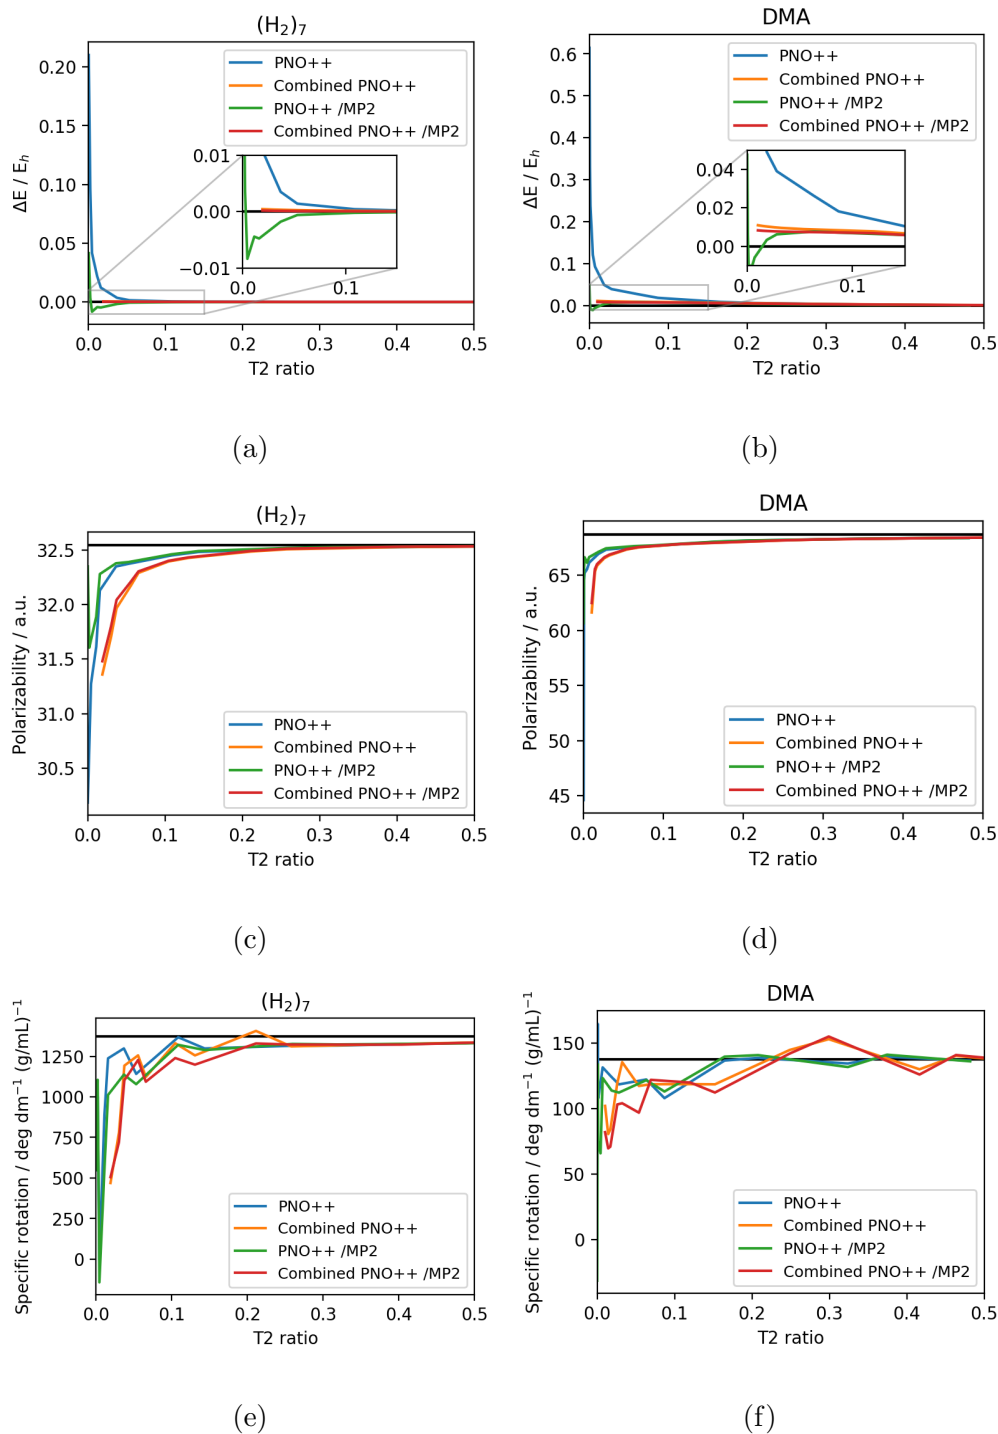 (H₂)₇
ΔE / Eₕ
0.20
0.15
0.10
0.05
0.00
PNO++
Combined PNO++
PNO++ /MP2
Combined PNO++ /MP2
0.01
0.00
−0.01
0.0 0.1
0.0 0.1 0.2 0.3 0.4 0.5
T2 ratio
(a)
DMA
ΔE / Eₕ
0.6
0.5
0.4
0.3
0.2
0.1
0.0
PNO++
Combined PNO++
PNO++ /MP2
Combined PNO++ /MP2
0.04
0.02
0.00
0.0 0.1
0.0 0.1 0.2 0.3 0.4 0.5
T2 ratio
(b)
(H₂)₇
Polarizability / a.u.
32.5
32.0
31.5
31.0
30.5
PNO++
Combined PNO++
PNO++ /MP2
Combined PNO++ /MP2
0.0 0.1 0.2 0.3 0.4 0.5
T2 ratio
(c)
DMA
Polarizability / a.u.
65
60
55
50
45
PNO++
Combined PNO++
PNO++ /MP2
Combined PNO++ /MP2
0.0 0.1 0.2 0.3 0.4 0.5
T2 ratio
(d)
(H₂)₇
Specific rotation / deg dm⁻¹ (g/mL)⁻¹
1250
1000
750
500
250
0
PNO++
Combined PNO++
PNO++ /MP2
Combined PNO++ /MP2
0.0 0.1 0.2 0.3 0.4 0.5
T2 ratio
(e)
DMA
Specific rotation / deg dm⁻¹ (g/mL)⁻¹
150
100
50
0
PNO++
Combined PNO++
PNO++ /MP2
Combined PNO++ /MP2
0.0 0.1 0.2 0.3 0.4 0.5
T2 ratio
(f)